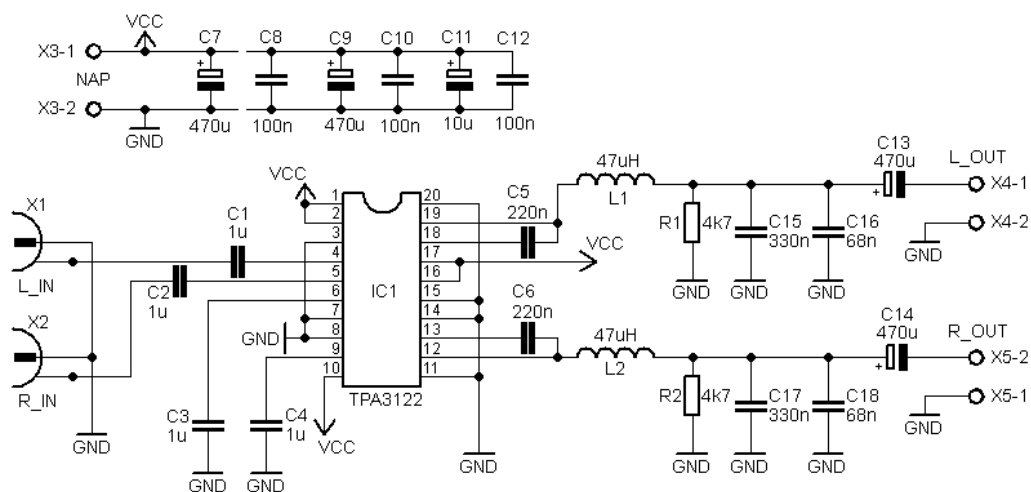 VCC C7 C8 C9 C10 C11 C12
X3-1
+ + +
NAP
X3-2
GND 470u 100n 470u 100n 10u 100n
47uH C13 L_OUT
470u
VCC C5
220n L1 + X4-1
X1 C1 1 20
1u 2 19 R1 4k7 C15 C16 X4-2
3 18 330n 68n
4 17 VCC GND
L_IN C2 5 16
1u 6 IC1 15 C6 GND GND GND
X2 7 14 220n 47uH C14 R_OUT
GND 8 13 470u
9 12 L2 + X5-2
10 11
R_IN TPA3122 R2 4k7 C17 C18 X5-1
C3 C4 330n 68n
1u 1u VCC GND
GND GND GND GND GND GND GND